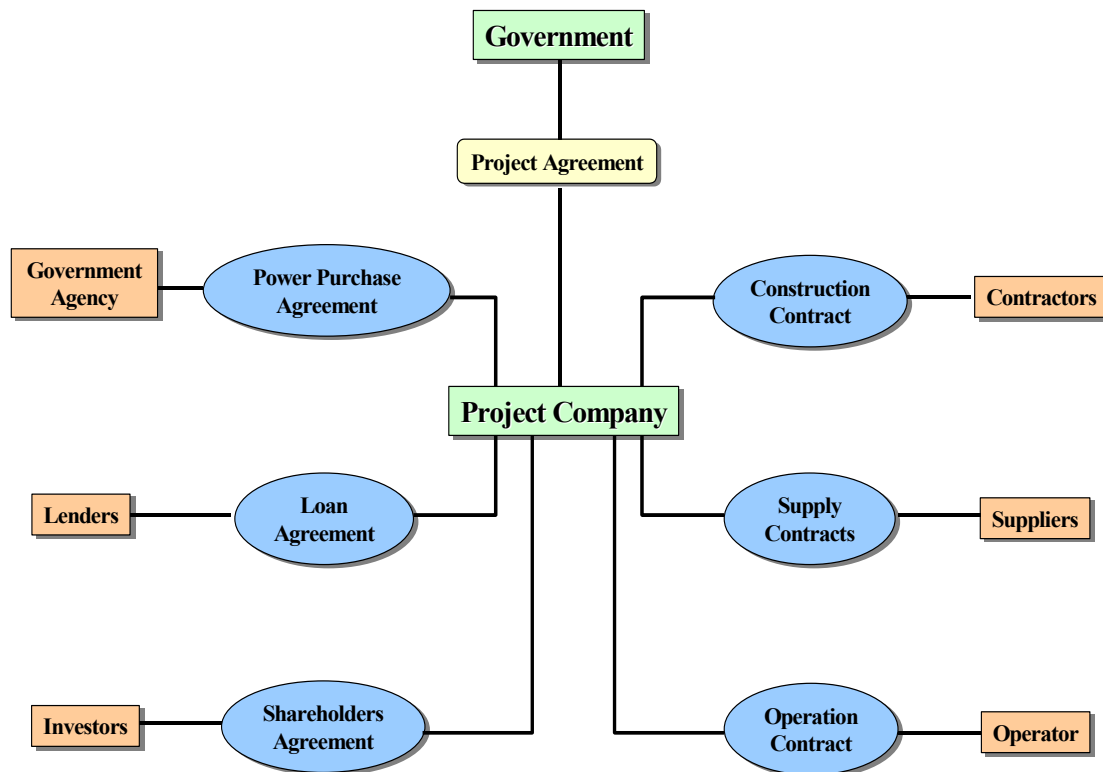 Government
Project Agreement
Government
Agency
Power Purchase
Agreement
Construction
Contract
Contractors
Project Company
Lenders
Loan
Agreement
Supply
Contracts
Suppliers
Investors
Shareholders
Agreement
Operation
Contract
Operator